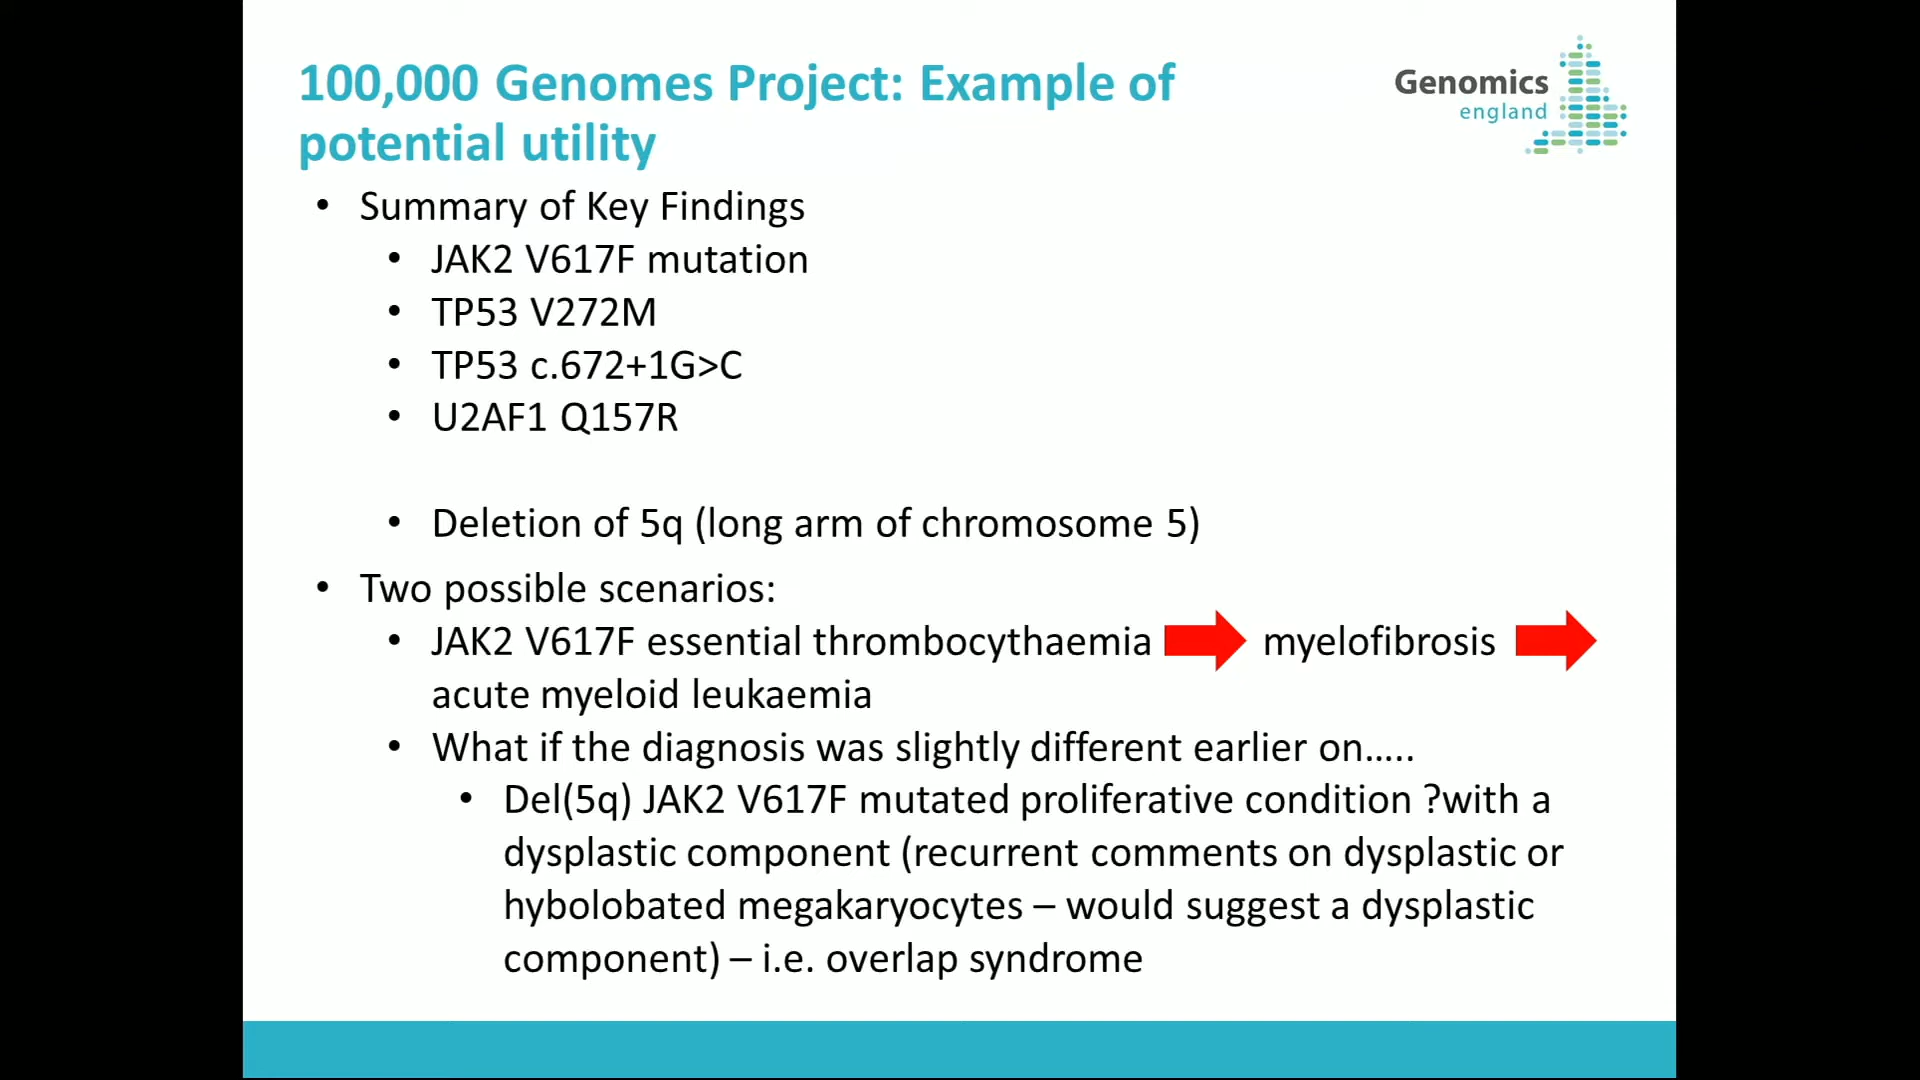 100,000 Genomes Project: Example of
potential utility
Genomics
england
• Summary of Key Findings
• JAK2 V617F mutation
• TP53 V272M
• TP53 c.672+1G>C
• U2AF1 Q157R
• Deletion of 5q (long arm of chromosome 5)
• Two possible scenarios:
• JAK2 V617F essential thrombocythaemia myelofibrosis
acute myeloid leukaemia
• What if the diagnosis was slightly different earlier on…..
• Del(5q) JAK2 V617F mutated proliferative condition ?with a
dysplastic component (recurrent comments on dysplastic or
hybolobated megakaryocytes – would suggest a dysplastic
component) – i.e. overlap syndrome